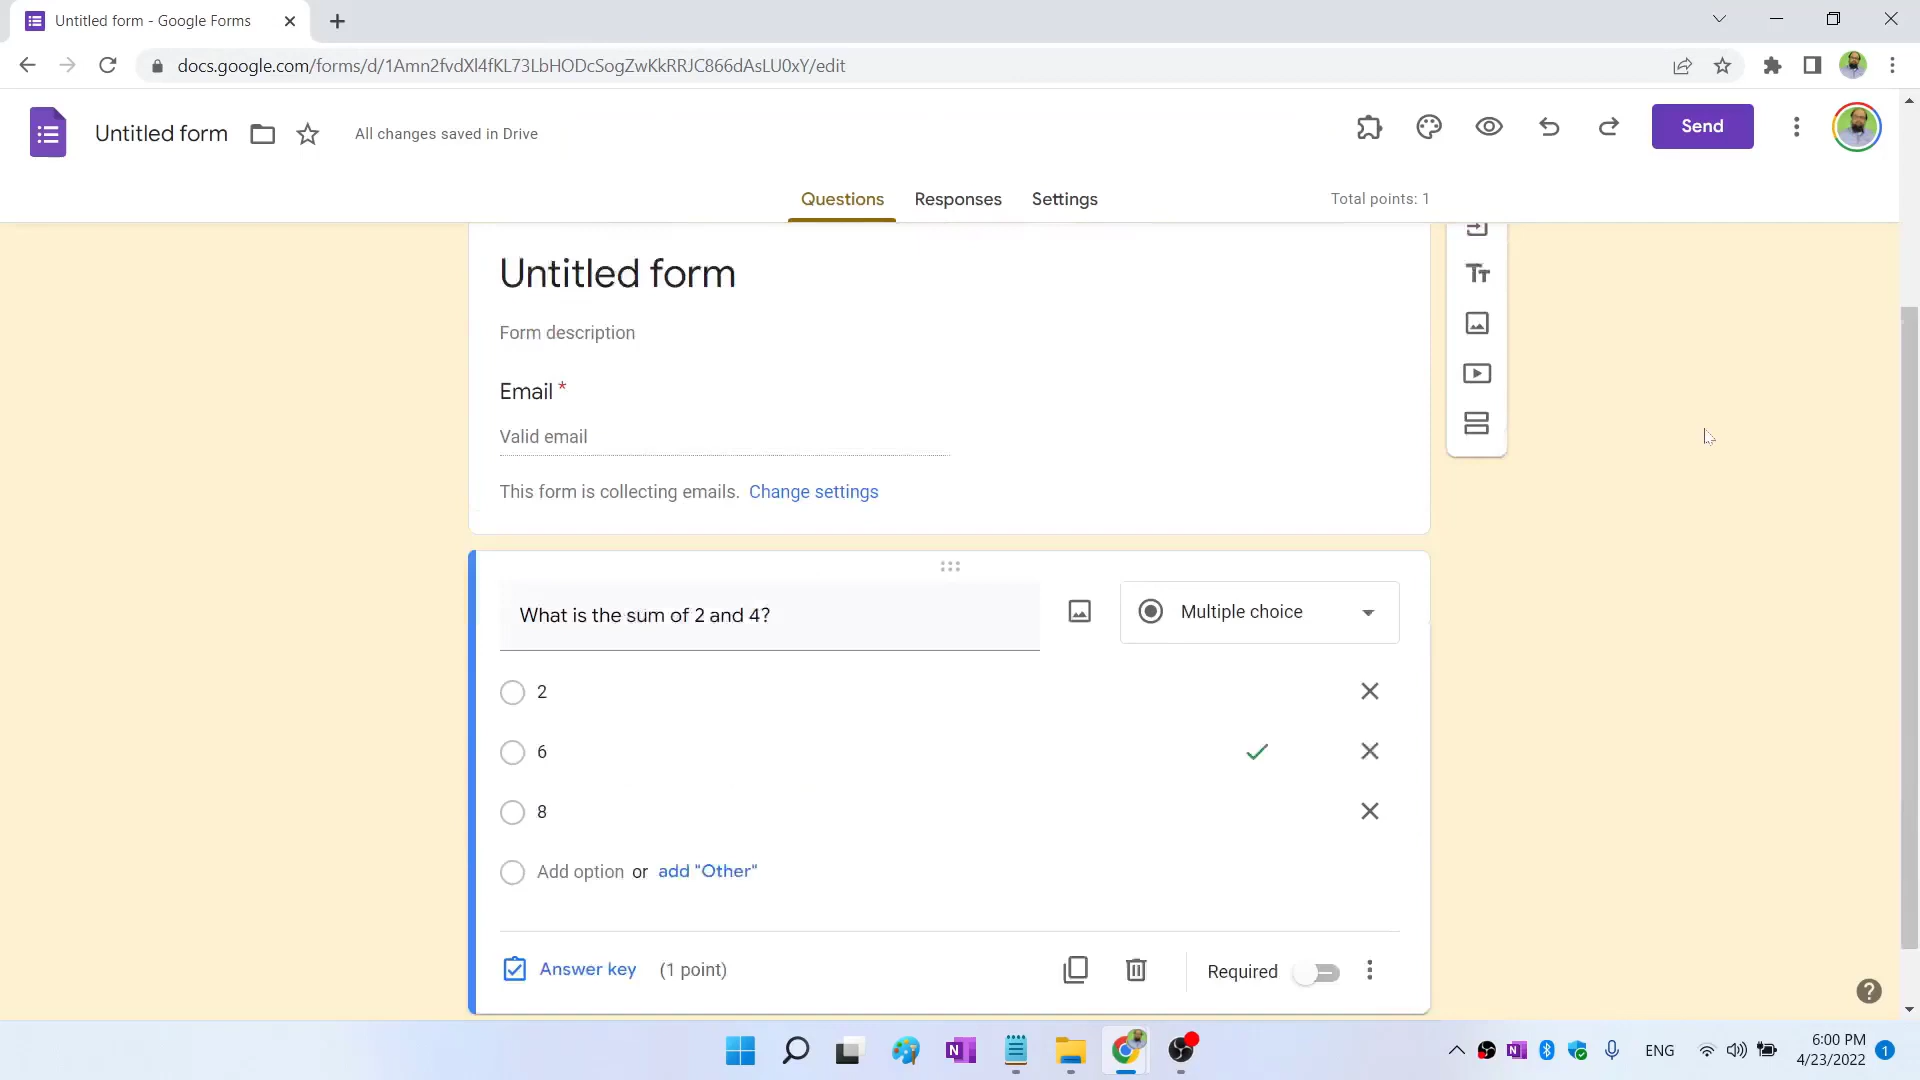 Untitled form - Google Forms
docs.google.com/forms/d/1Amn2fvdXl4fKL73LbHODcSogZwKkRRJC866dAsLU0xY/edit
Untitled form
All changes saved in Drive
Send
Questions
Responses
Settings
Total points: 1
Untitled form
Form description
Email *
Valid email
This form is collecting emails. Change settings
What is the sum of 2 and 4?
Multiple choice
2
6
8
Add option or add "Other"
Answer key (1 point)
Required
ENG
6:00 PM
4/23/2022
1